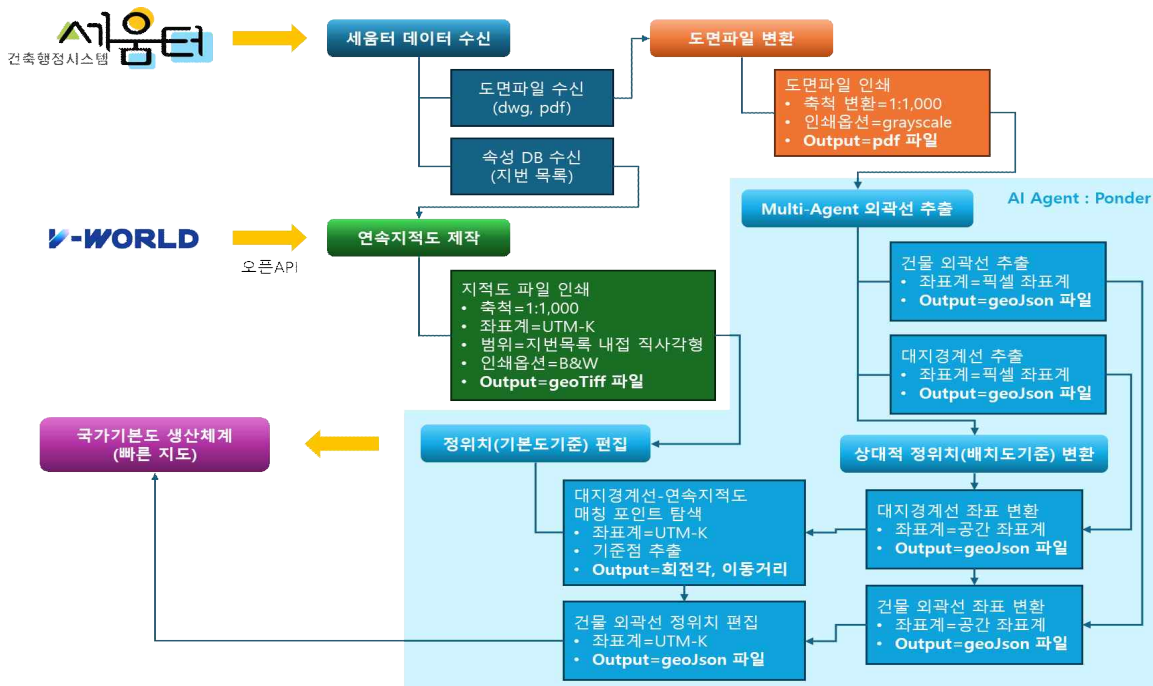 세움터
건축행정시스템
세움터 데이터 수신
도면파일 변환
도면파일 수신
(dwg, pdf)
속성 DB 수신
(지번 목록)
도면파일 인쇄
• 축척 변환=1:1,000
• 인쇄옵션=grayscale
• Output=pdf 파일
AI Agent : Ponder
Multi-Agent 외곽선 추출
V-WORLD
오픈API
연속지적도 제작
지적도 파일 인쇄
• 축척=1:1,000
• 좌표계=UTM-K
• 범위=지번목록 내접 직사각형
• 인쇄옵션=B&W
• Output=geoTiff 파일
건물 외곽선 추출
• 좌표계=픽셀 좌표계
• Output=geoJson 파일
대지경계선 추출
• 좌표계=픽셀 좌표계
• Output=geoJson 파일
국가기본도 생산체계
(빠른 지도)
정위치(기본도기준) 편집
상대적 정위치(배치도기준) 변환
대지경계선-연속지적도
매칭 포인트 탐색
• 좌표계=UTM-K
• 기준점 추출
• Output=회전각, 이동거리
대지경계선 좌표 변환
• 좌표계=공간 좌표계
• Output=geoJson 파일
건물 외곽선 정위치 편집
• 좌표계=UTM-K
• Output=geoJson 파일
건물 외곽선 좌표 변환
• 좌표계=공간 좌표계
• Output=geoJson 파일